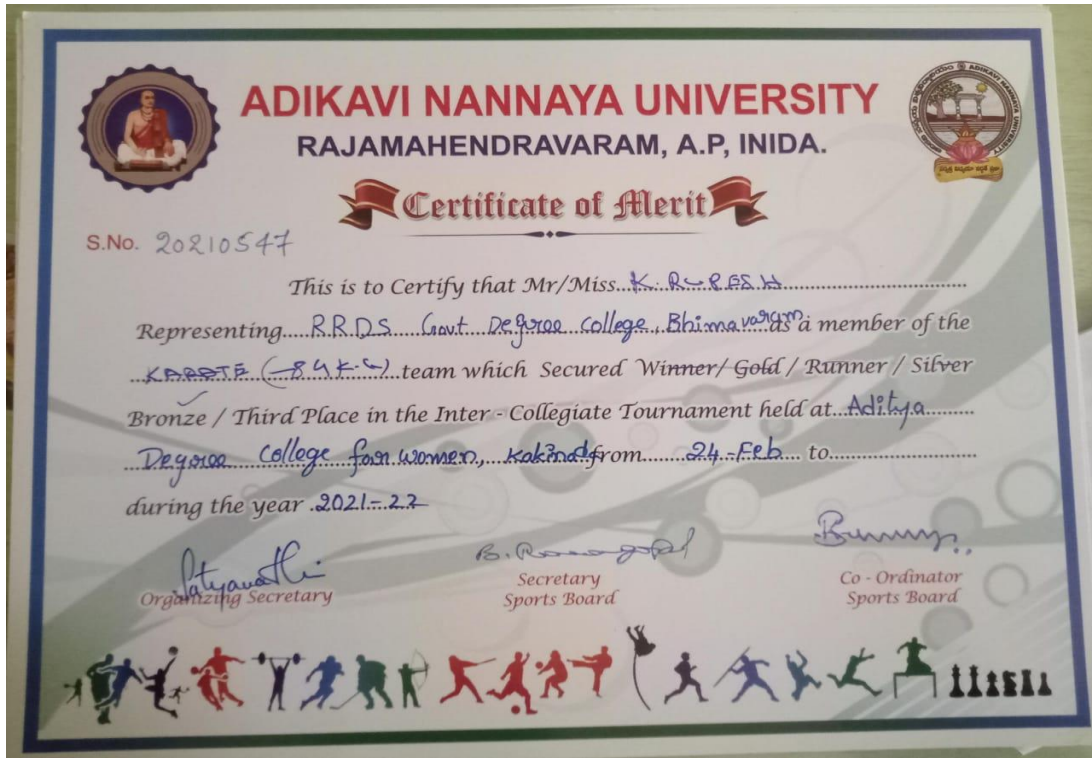 ADIKAVI NANNAYA UNIVERSITY
RAJAMAHENDRAVARAM, A.P, INIDA.
Certificate of Merit
S.No. 20210547
This is to Certify that Mr/Miss...K. RUPESH
Representing....RRDS Govt Degree college, Bhimavaram as a member of the
KARATE (-84 K.G) team which Secured Winner/ Gold / Runner / Silver
Bronze / Third Place in the Inter - Collegiate Tournament held at..Aditya
Degree college for women, kakinada from......24-Feb... to
during the year .2021-22
Organizing Secretary
Secretary
Sports Board
Co - Ordinator
Sports Board